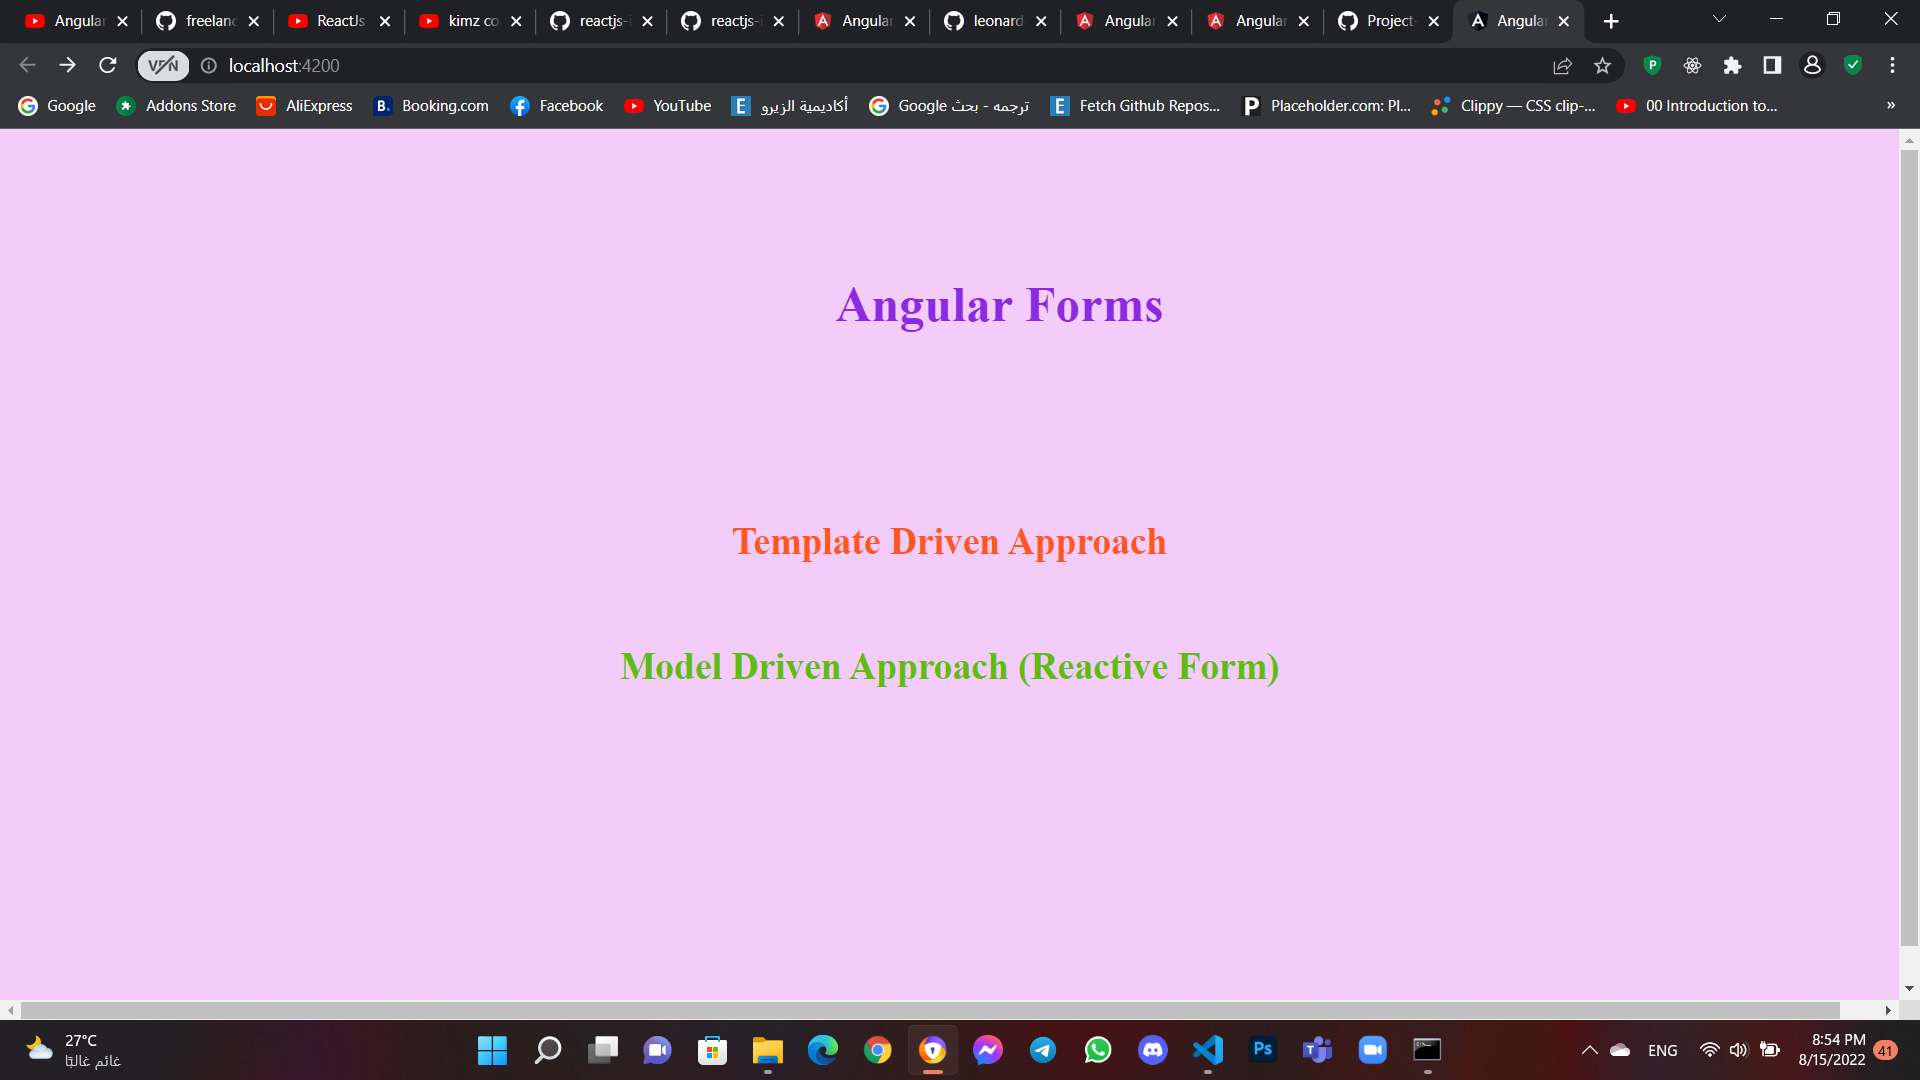 Angular
freelanc
ReactJs
kimz co
reactjs-i
reactjs-i
Angular
leonard
Angular
Angular
Project-
Angular
VPN
localhost:4200
Google
Addons Store
AliExpress
Booking.com
Facebook
YouTube
أكاديمية الزيرو
ترجمه - بحث Google
Fetch Github Repos...
Placeholder.com: Pl...
Clippy — CSS clip-...
00 Introduction to...
»
Angular Forms
Template Driven Approach
Model Driven Approach (Reactive Form)
27°C
غائم غالبًا
ENG
8:54 PM
8/15/2022
41